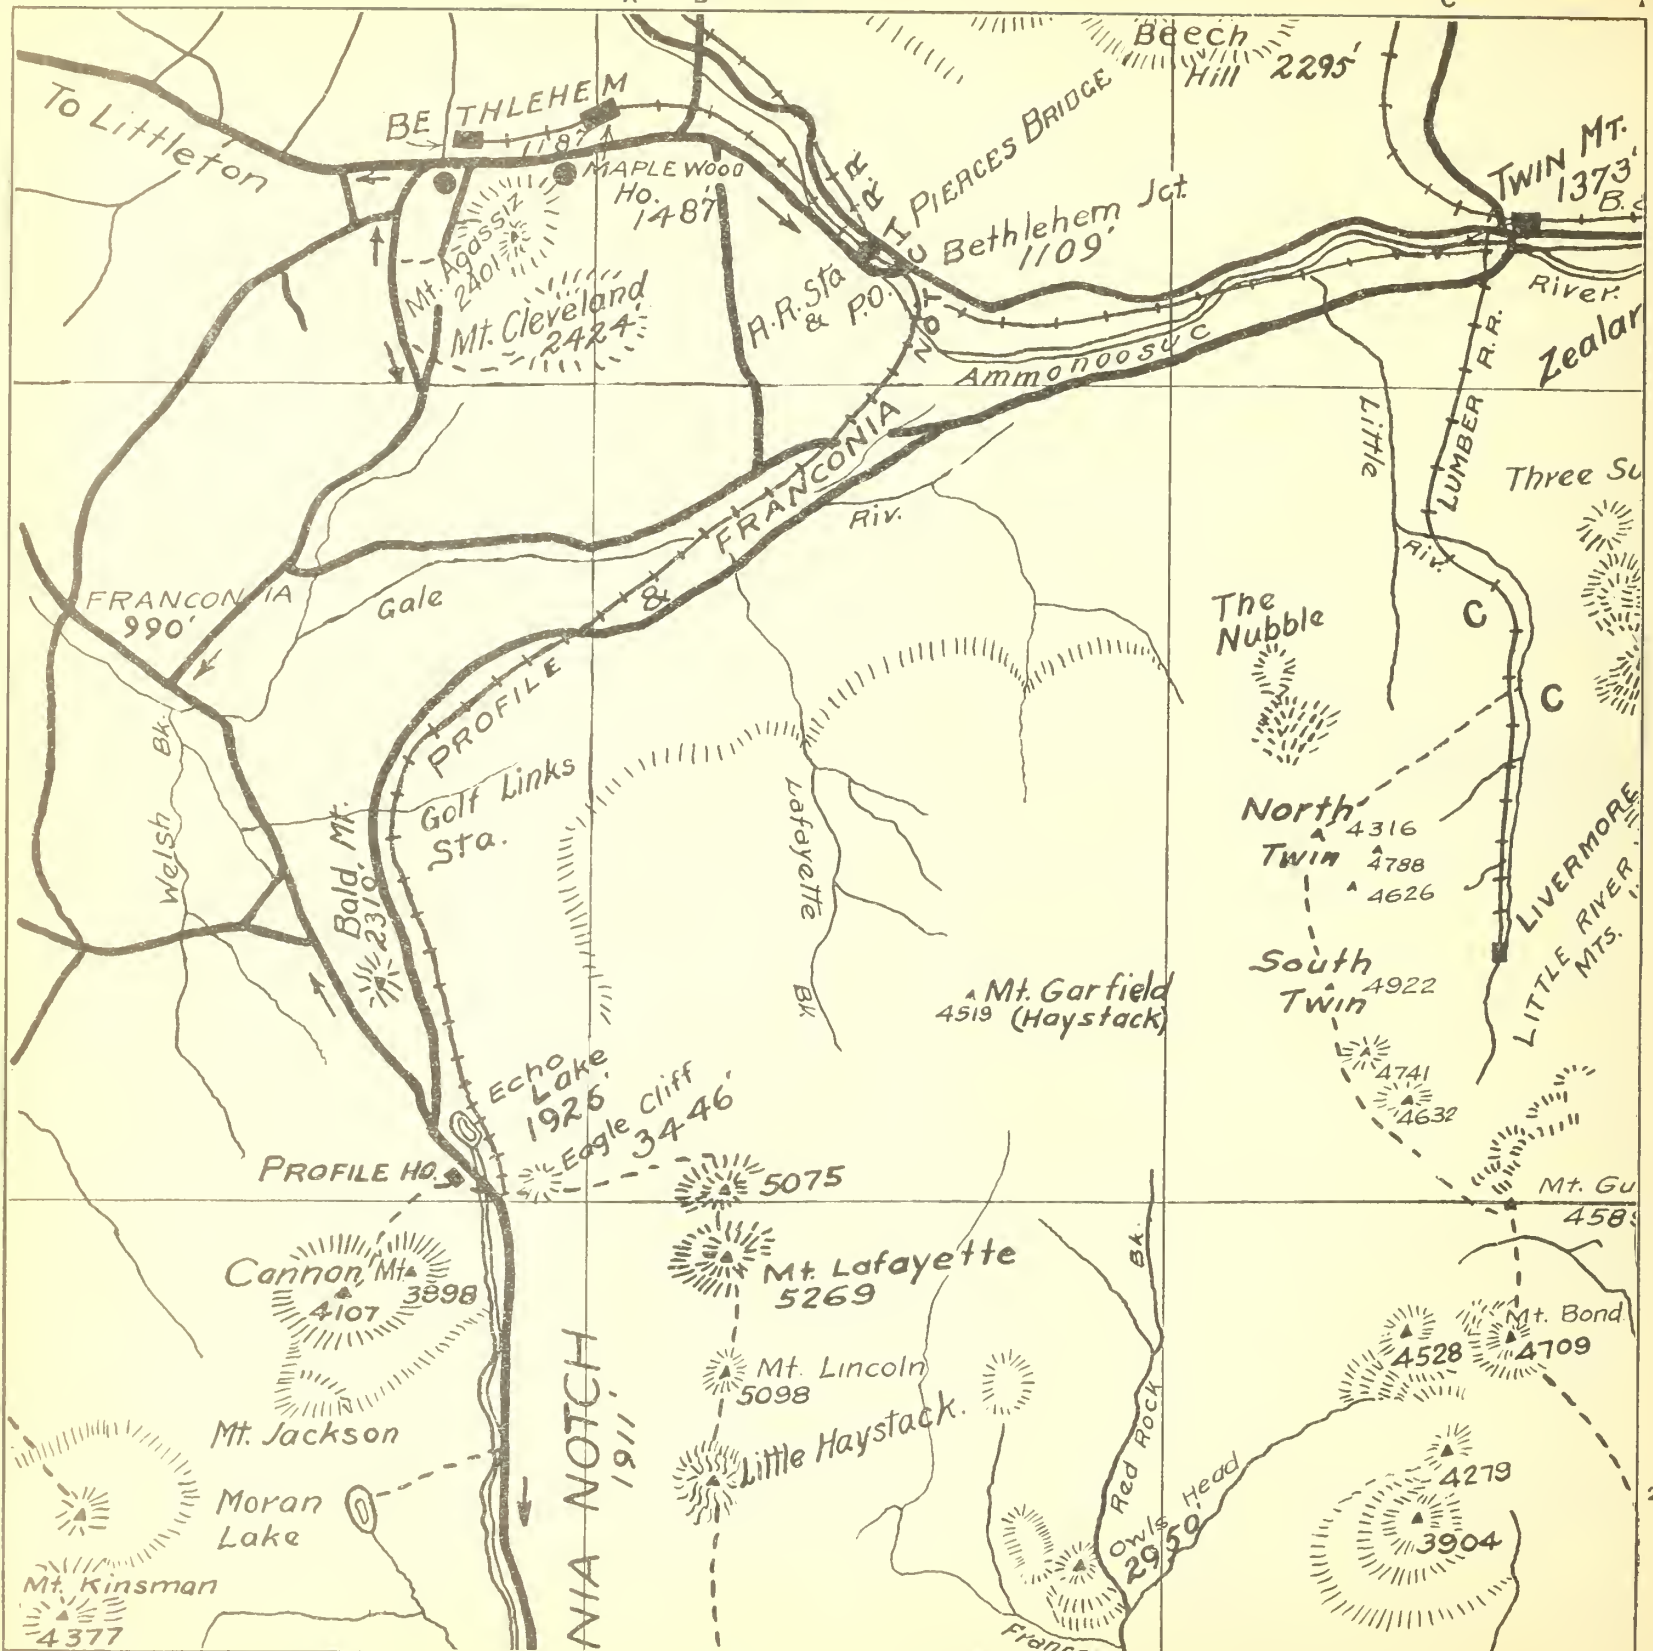 C
Beech
Hill 2295'
To Littleton
BETHLEHEM
1187'
MAPLEWOOD
Ho.
1487'
R.R.
PIERCES BRIDGE
Bethlehem Jct.
1109'
R.R. Sta
& P.O.
TWIN MT.
1373'
B.
River.
Zealar
Mt. Agassiz
2401
Mt. Cleveland
2424'
Ammonoosuc
PROFILE & FRANCONIA NOTCH
Little
Riv.
LUMBER R.R.
Three Su
Riv.
FRANCONIA
990'
Gale
The
Nubble
C
C
Welsh
Bk.
Bald Mt.
2310
Golf Links
Sta.
Lafayette
Bk
North
Twin
4316
4788
4626
South
Twin
4922
4741
4632
LIVERMORE
LITTLE RIVER
MTS.
Mt. Garfield
4519 (Haystack)
Echo
Lake
1925'
Eagle Cliff
3446'
PROFILE HO.
5075
Mt. Gu
458
Cannon Mt.
4107
3898
Mt. Lafayette
5269
Mt. Lincoln
5098
Little Haystack.
Mt. Jackson
Moran
Lake
Mt. Kinsman
4377
NIA NOTCH
1911
Bk.
Red Rock
Owls Head
2950'
Mt. Bond
4709
4528
4279
3904
Franc